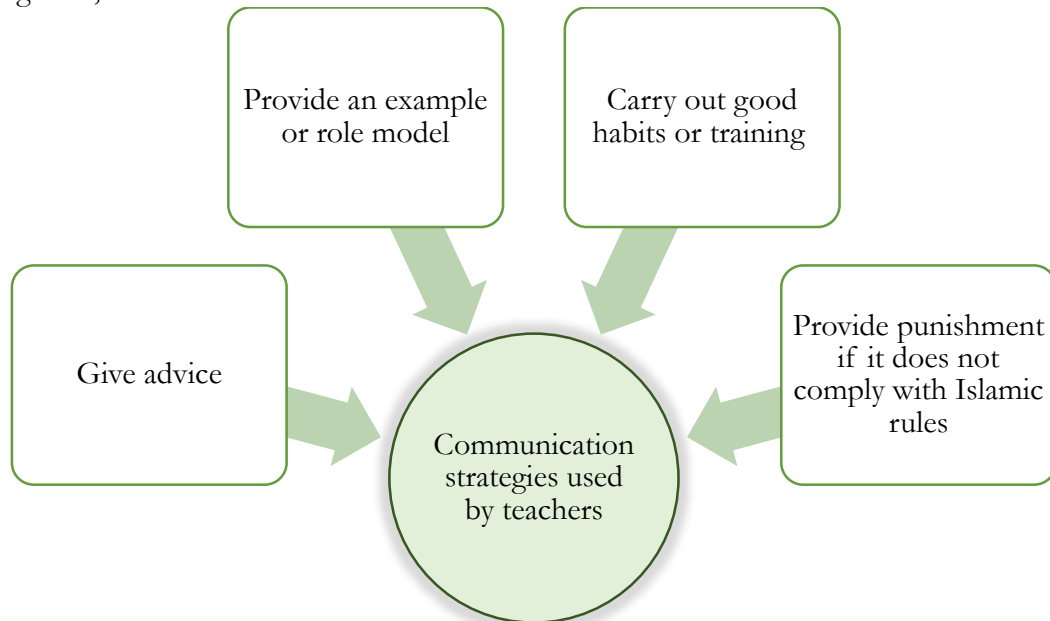 Provide an example
or role model
Carry out good
habits or training
Give advice
Provide punishment
if it does not
comply with Islamic
rules
Communication
strategies used
by teachers